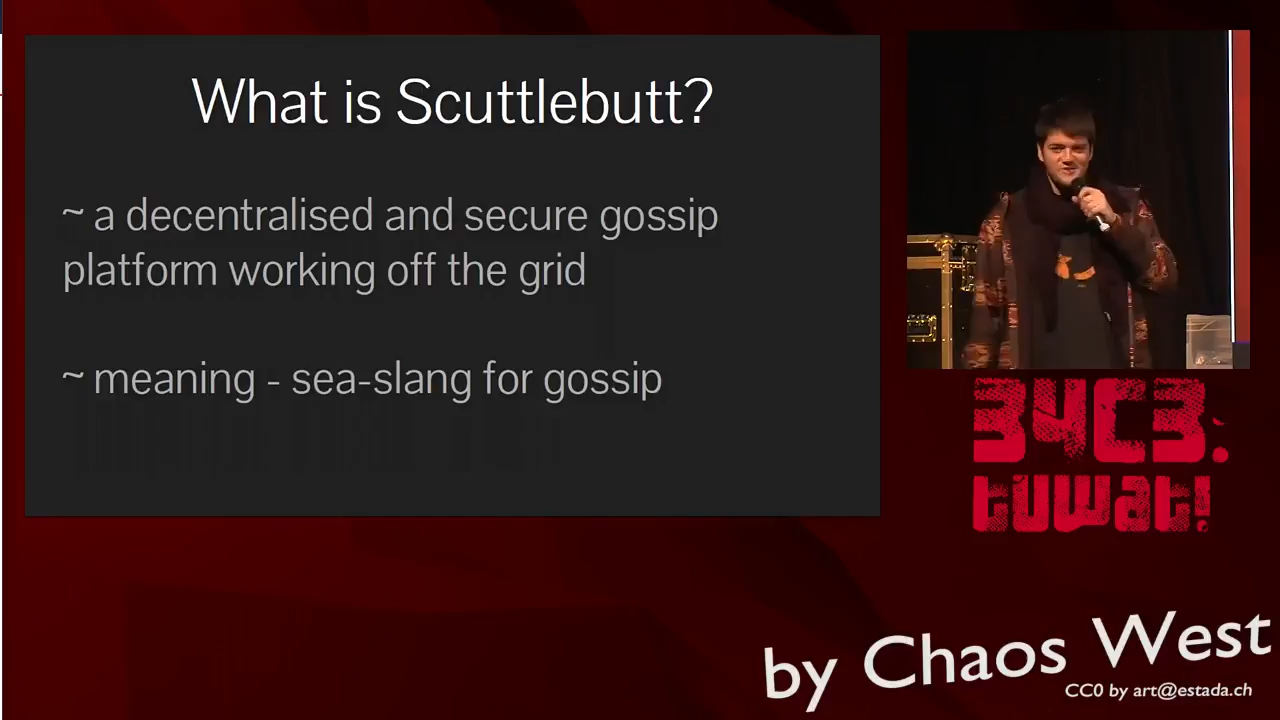 What is Scuttlebutt?
~ a decentralised and secure gossip
platform working off the grid
~ meaning - sea-slang for gossip
34C3:
tuwat!
by Chaos West
CC0 by art@estada.ch